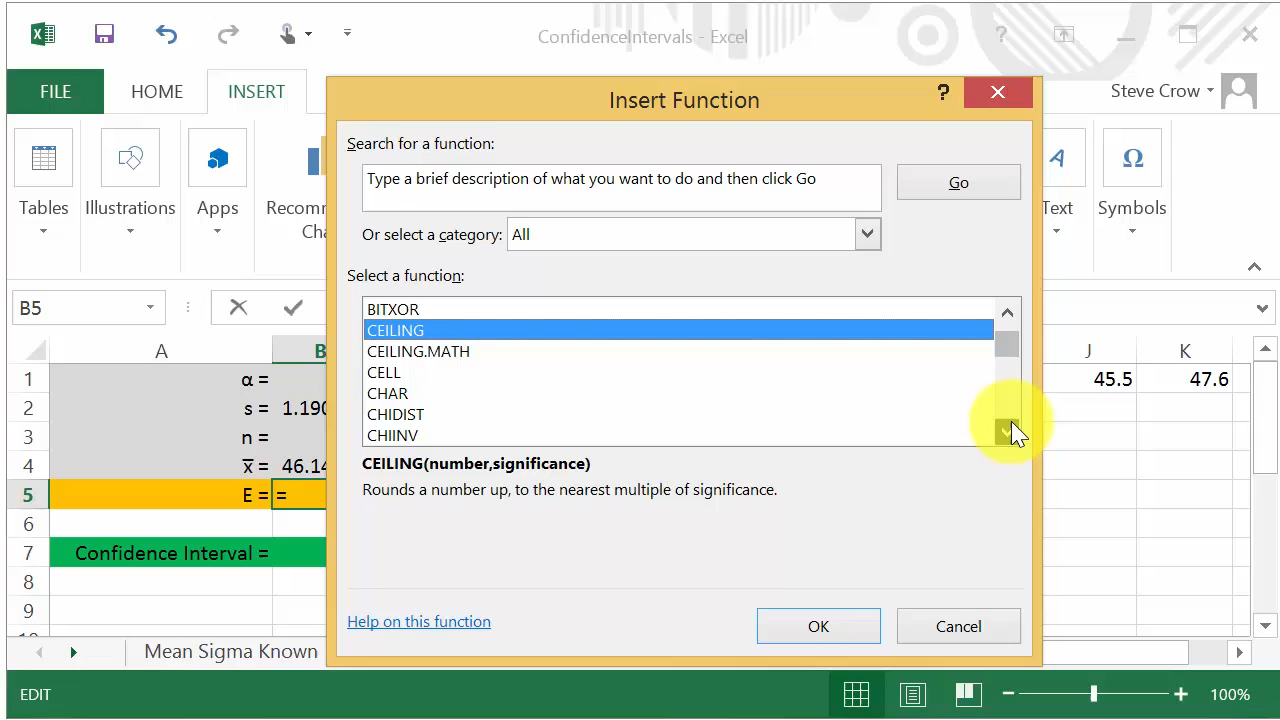 ConfidenceIntervals - Excel
?
FILE
HOME
INSERT
Steve Crow
Tables
Illustrations
Apps
Recomm
Cha
Text
Symbols
Insert Function
?
Search for a function:
Type a brief description of what you want to do and then click Go
Go
Or select a category:
All
Select a function:
BITXOR
CEILING
CEILING.MATH
CELL
CHAR
CHIDIST
CHIINV
CEILING(number,significance)
Rounds a number up, to the nearest multiple of significance.
Help on this function
OK
Cancel
B5
A B J K
1 α = 45.5 47.6
2 s = 1.190
3 n =
4 x̅ = 46.14
5 E = =
6
7 Confidence Interval =
8
9
Mean Sigma Known
EDIT
100%